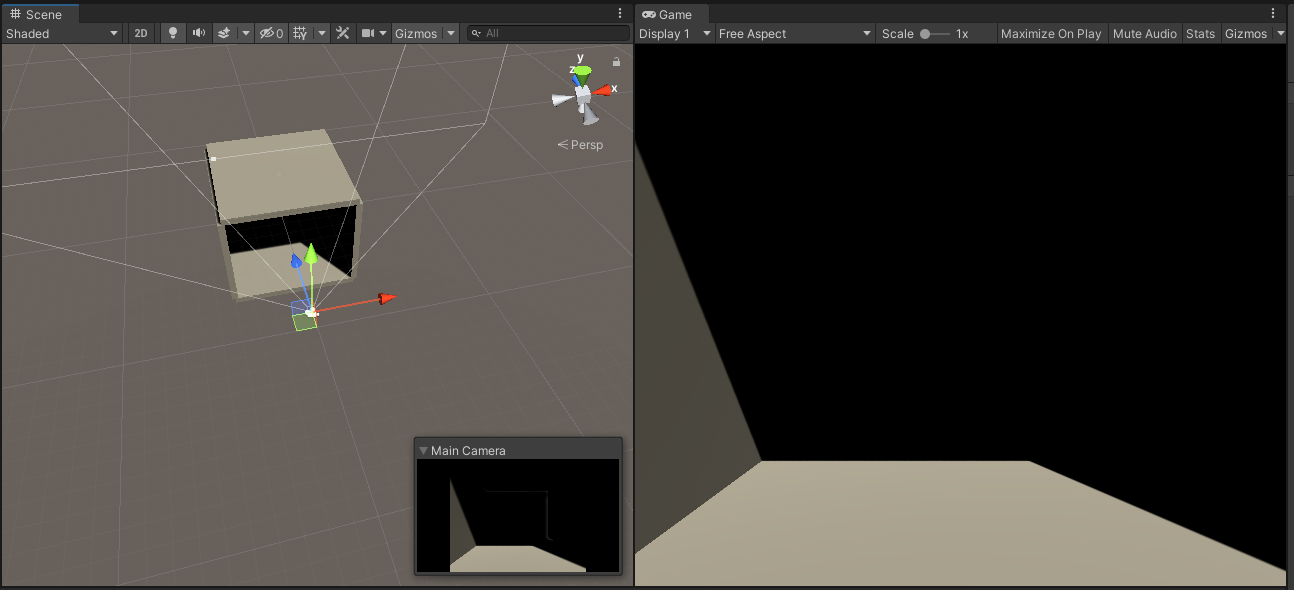 Scene
Shaded 2D 0 Gizmos All
y
z
x
Persp
Main Camera
Game
Display 1 Free Aspect Scale 1x Maximize On Play Mute Audio Stats Gizmos